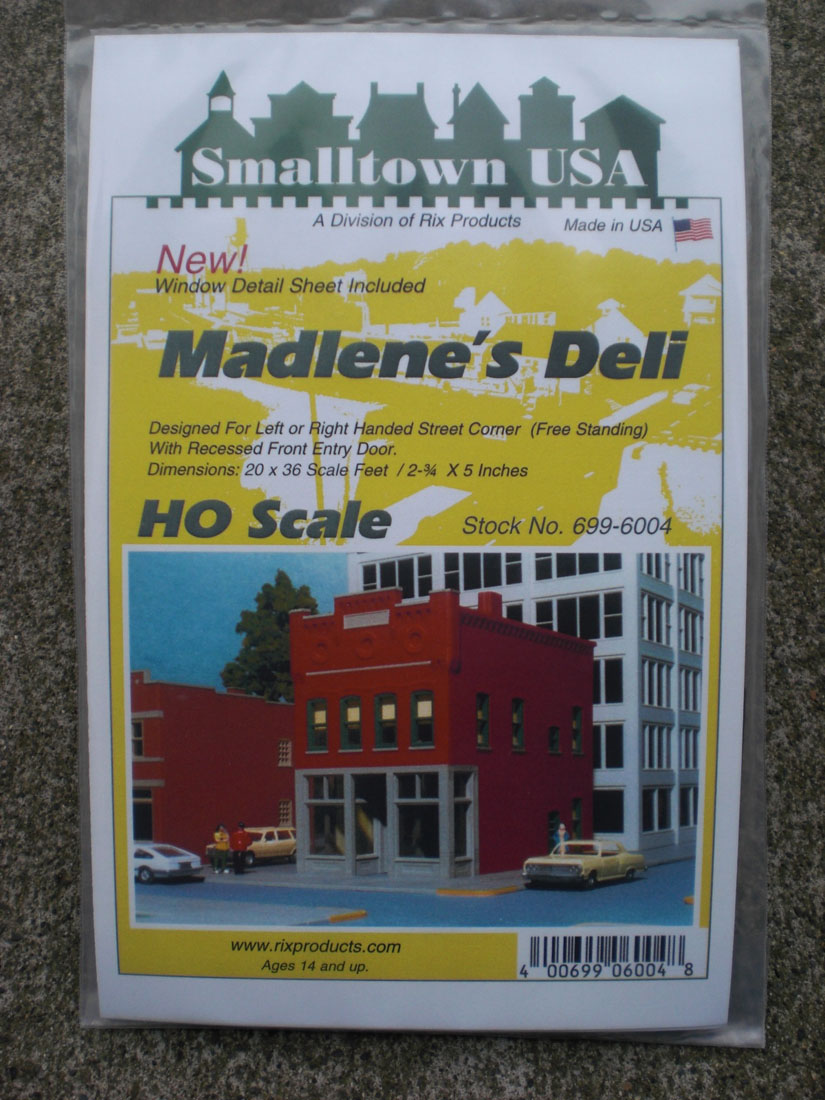 Smalltown USA
A Division of Rix Products
Made in USA
New!
Window Detail Sheet Included
Madlene's Deli
Designed For Left or Right Handed Street Corner (Free Standing)
With Recessed Front Entry Door.
Dimensions: 20 x 36 Scale Feet / 2-¾ X 5 Inches
HO Scale
Stock No. 699-6004
www.rixproducts.com
Ages 14 and up.
4 00699 06004 8